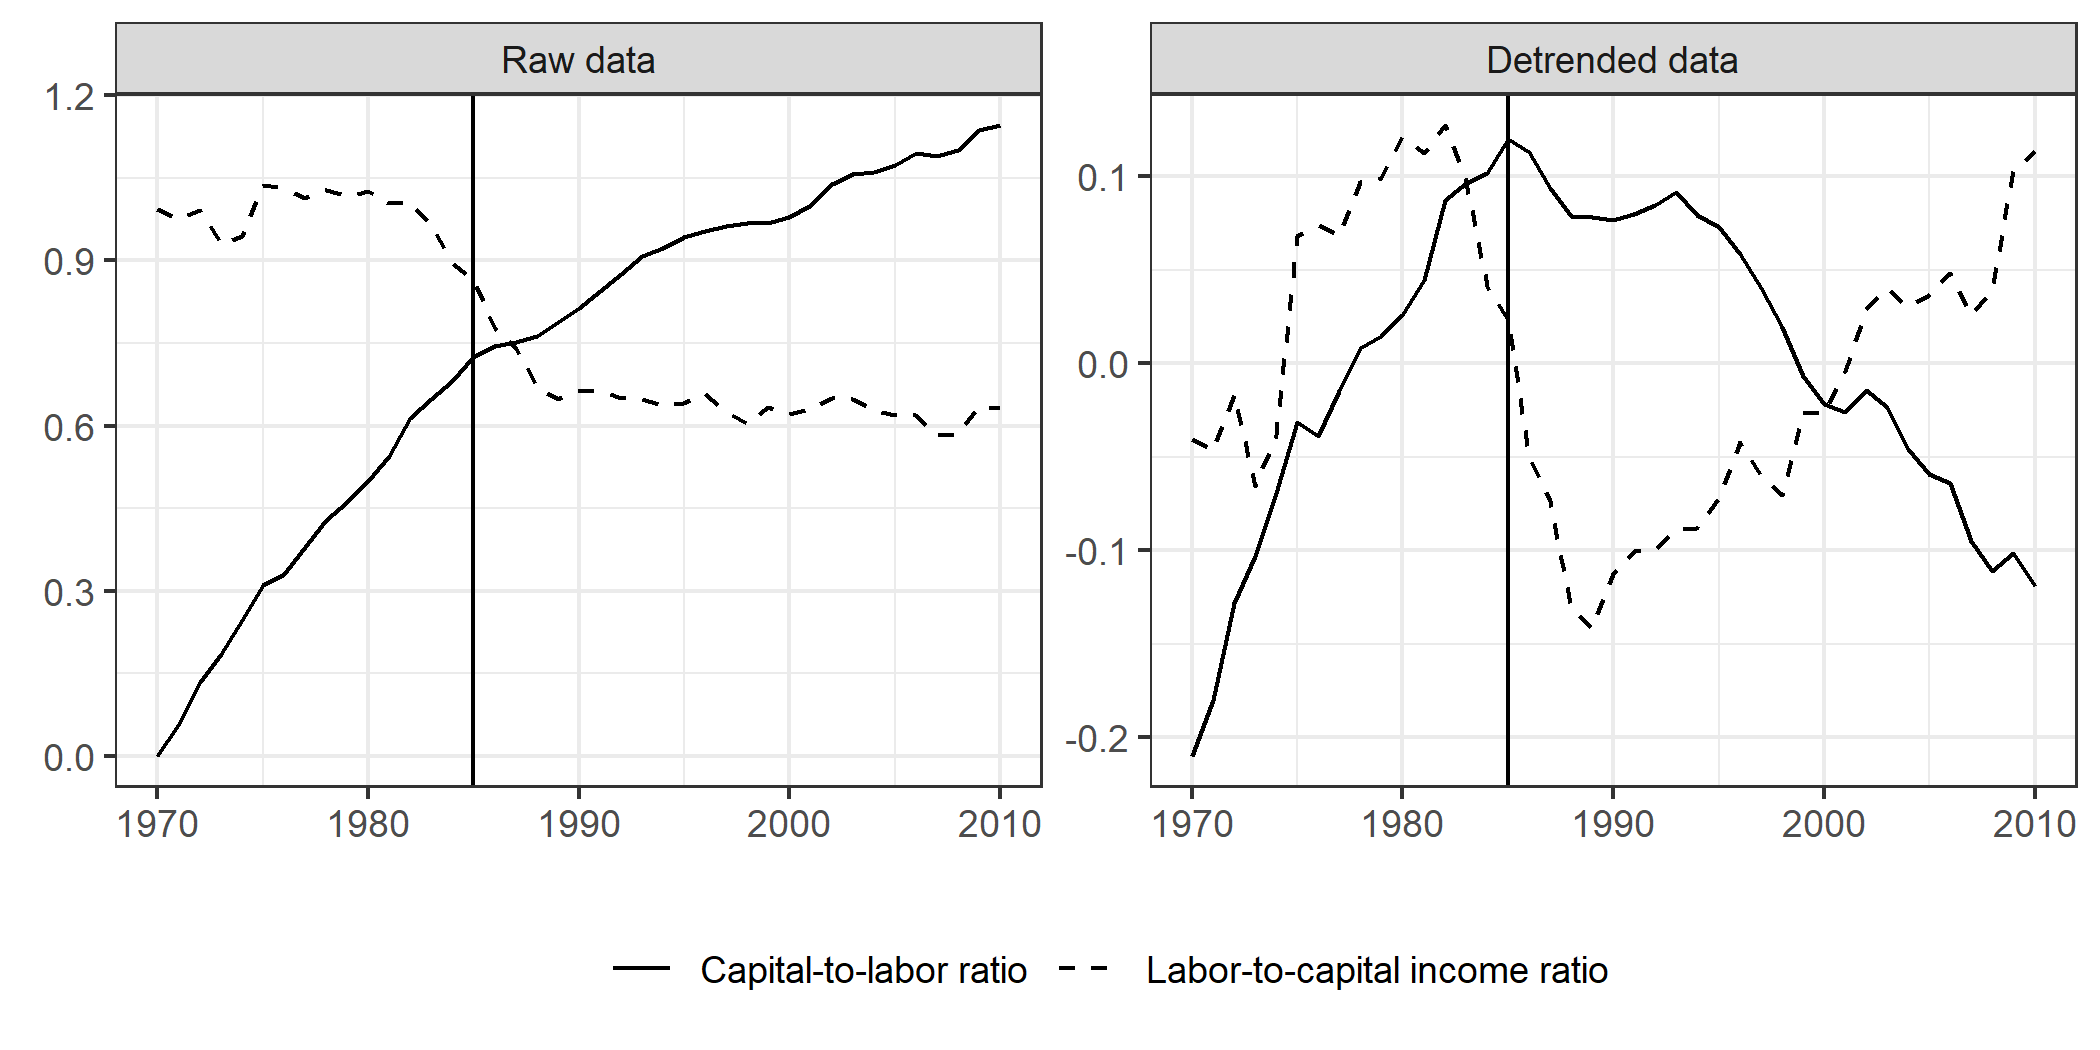 Raw data
Detrended data
1.2
0.9
0.6
0.3
0.0
0.1
0.0
-0.1
-0.2
1970 1980 1990 2000 2010
1970 1980 1990 2000 2010
Capital-to-labor ratio Labor-to-capital income ratio